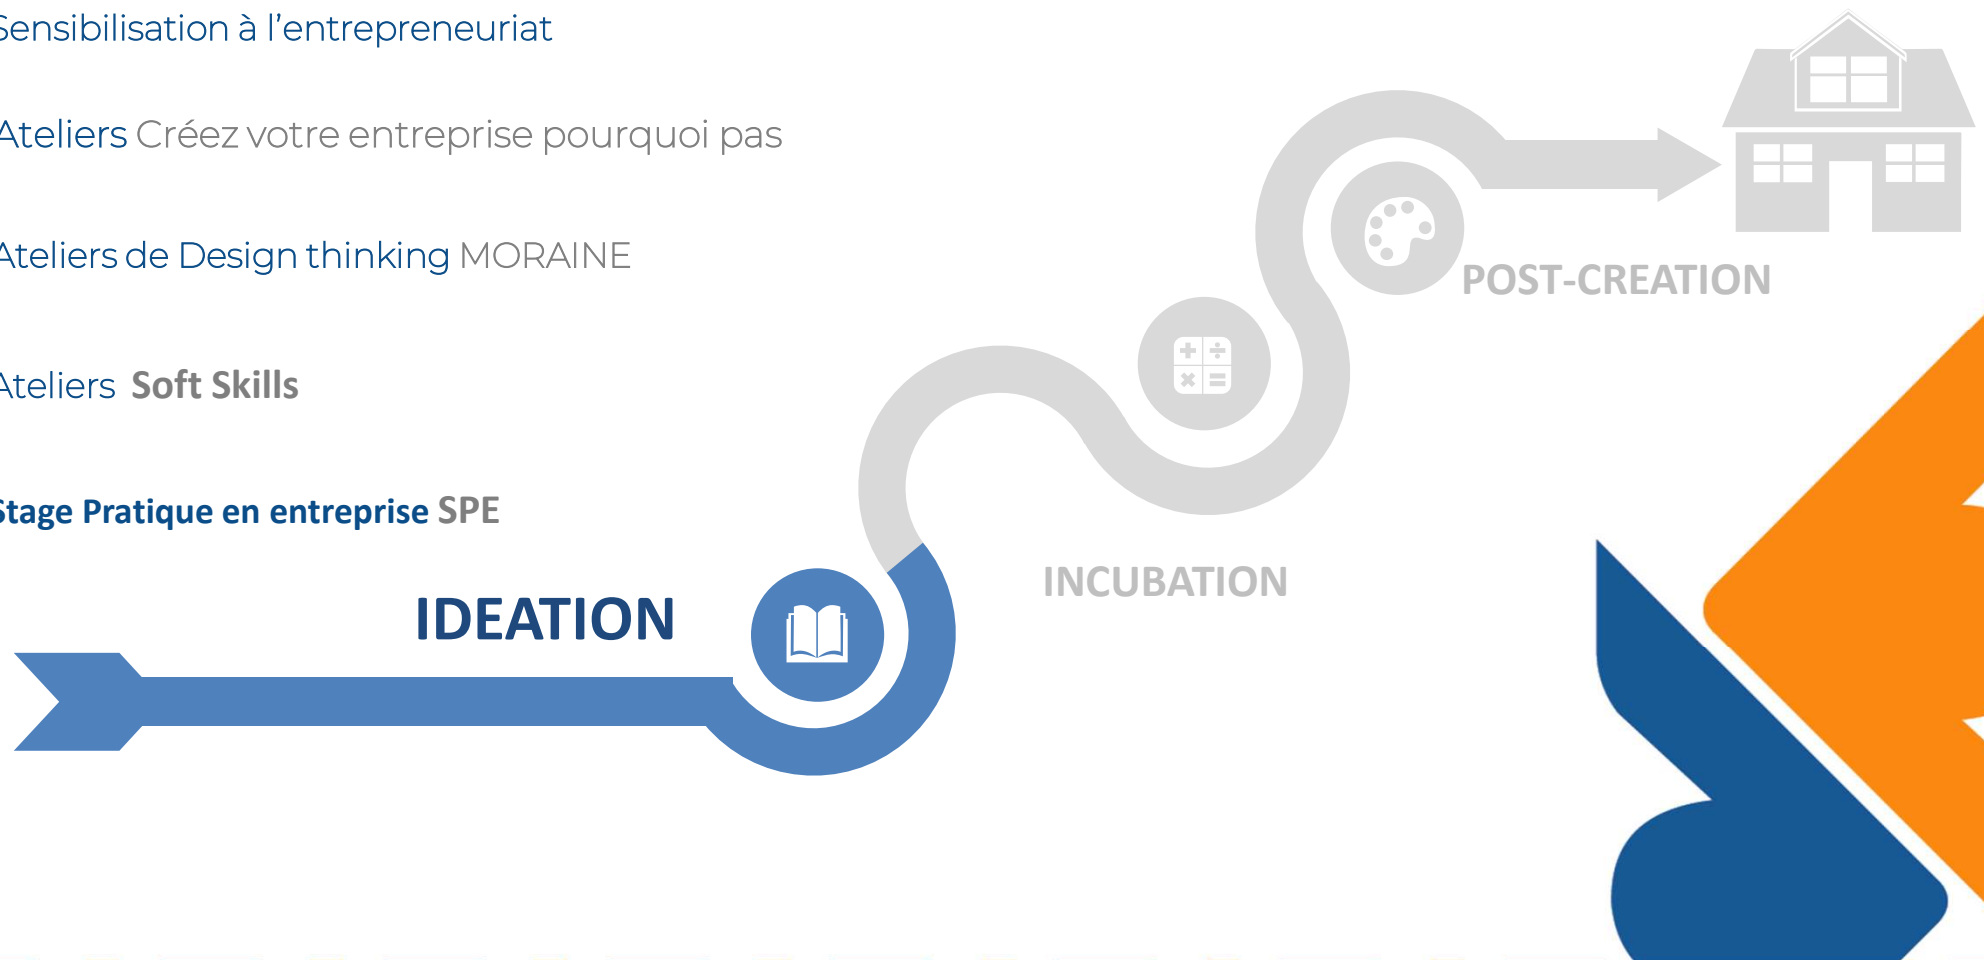 Sensibilisation à l’entrepreneuriat
Ateliers Créez votre entreprise pourquoi pas
Ateliers de Design thinking MORAINE
POST-CREATION
Ateliers Soft Skills
Stage Pratique en entreprise SPE
INCUBATION
IDEATION